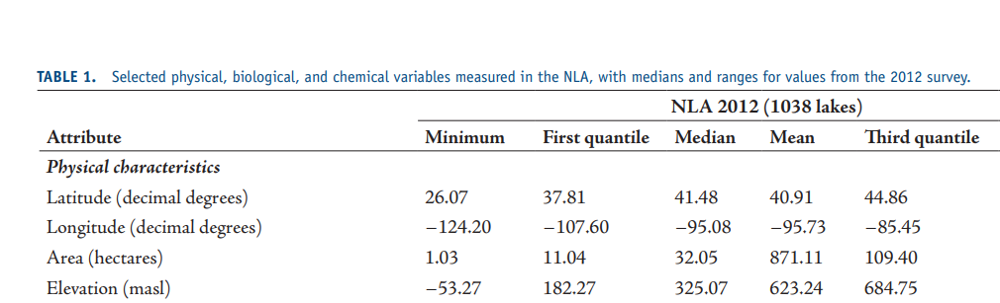 TABLE 1. Selected physical, biological, and chemical variables measured in the NLA, with medians and ranges for values from the 2012 survey.
NLA 2012 (1038 lakes)
Attribute Minimum First quantile Median Mean Third quantile
Physical characteristics
Latitude (decimal degrees) 26.07 37.81 41.48 40.91 44.86
Longitude (decimal degrees) −124.20 −107.60 −95.08 −95.73 −85.45
Area (hectares) 1.03 11.04 32.05 871.11 109.40
Elevation (masl) −53.27 182.27 325.07 623.24 684.75